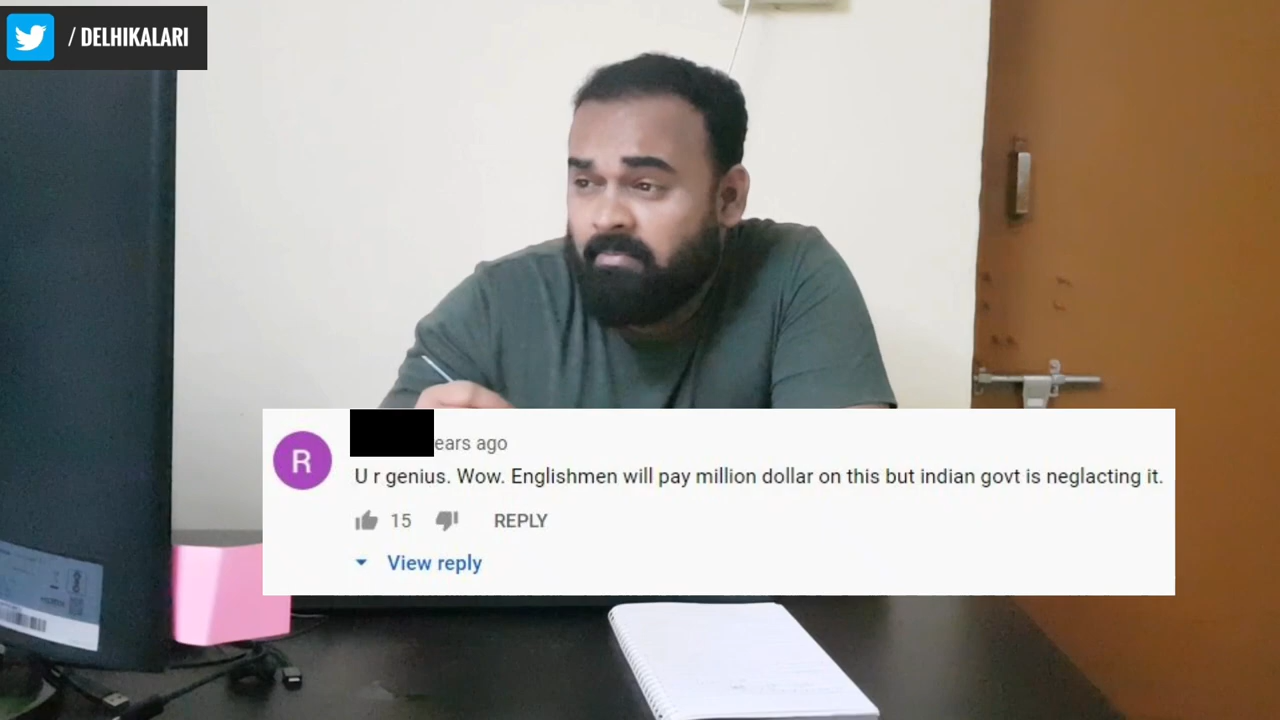 / DELHIKALARI
R
ears ago
U r genius. Wow. Englishmen will pay million dollar on this but indian govt is neglacting it.
15 REPLY
View reply